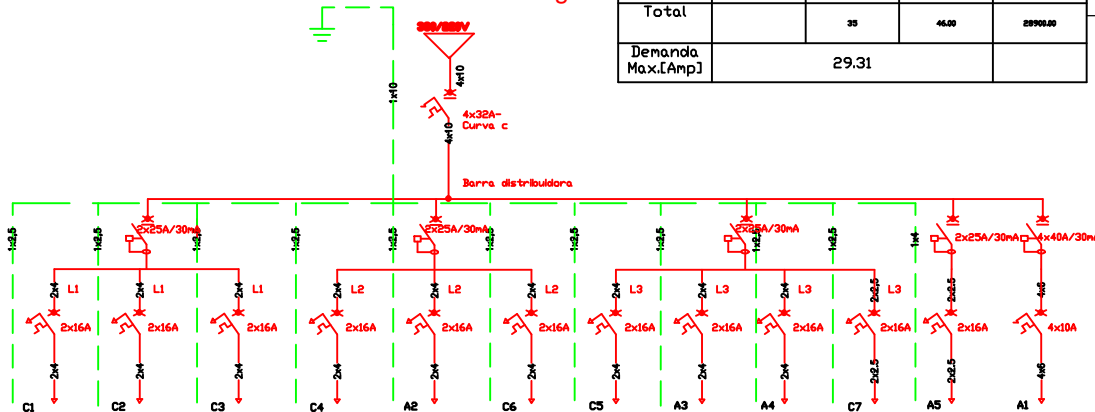 Total 35 46.00 28900.00
Demanda
Max.[Amp] 29.31
380/220V
4x10
1x10
4x32A-
Curva c
4x10
Barra distribuidora
1x2,5 1x2,5 2x25A/30mA 1x2,5 1x2,5 1x2,5 2x25A/30mA 1x2,5 1x2,5 1x2,5 2x25A/30mA 1x2,5 1x4 2x25A/30mA 4x40A/30mA
2x4 L1 2x4 L1 2x4 L1 2x4 L2 2x4 L2 2x4 L2 2x4 L3 2x4 L3 2x4 L3 2x2,5 L3 2x2,5 4x6
2x16A 2x16A 2x16A 2x16A 2x16A 2x16A 2x16A 2x16A 2x16A 2x16A 2x16A 4x10A
2x4 2x4 2x4 2x4 2x4 2x4 2x4 2x4 2x4 2x2,5 2x2,5 4x6
C1 C2 C3 C4 A2 C6 C5 A3 A4 C7 A5 A1